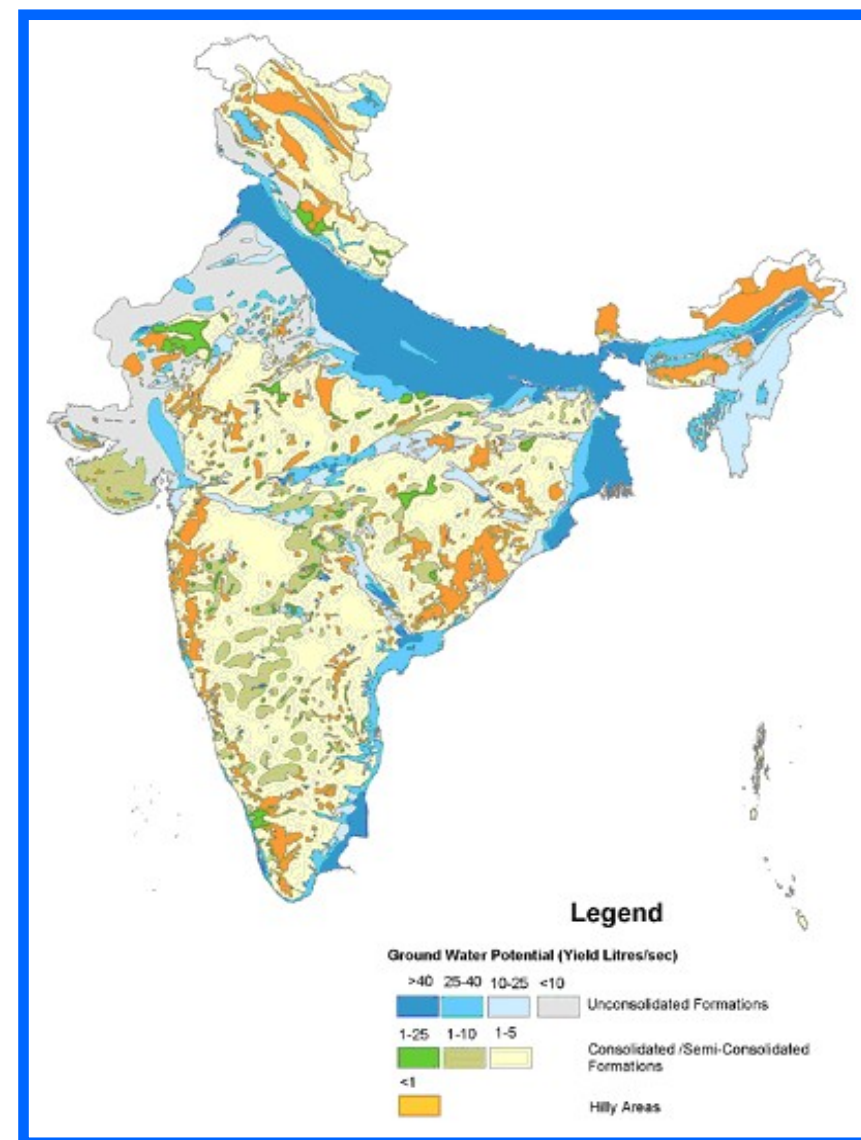 Legend
Ground Water Potential (Yield Litres/sec)
>40 25-40 10-25 <10
Unconsolidated Formations
1-25 1-10 1-5
Consolidated /Semi-Consolidated
Formations
<1
Hilly Areas